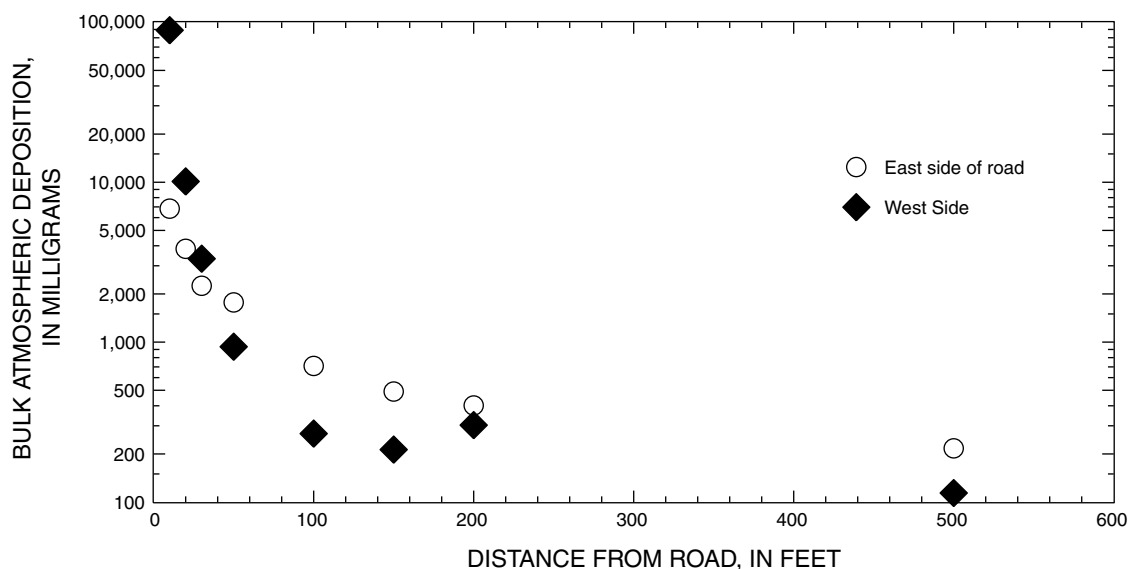 BULK ATMOSPHERIC DEPOSITION,
IN MILLIGRAMS
100,000
50,000
20,000
10,000
5,000
2,000
1,000
500
200
100
East side of road
West Side
0 100 200 300 400 500 600
DISTANCE FROM ROAD, IN FEET